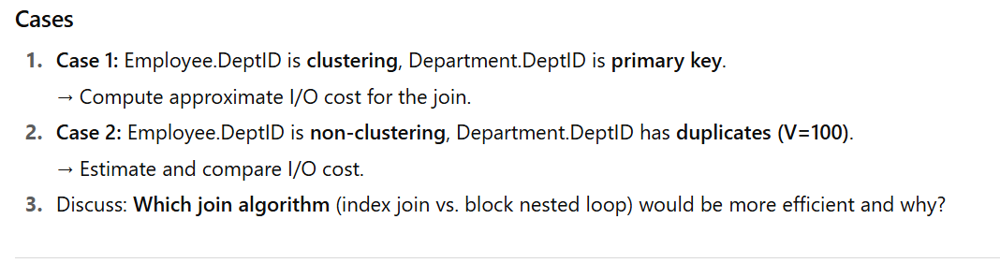 Cases
1. Case 1: Employee.DeptID is clustering, Department.DeptID is primary key.
→ Compute approximate I/O cost for the join.
2. Case 2: Employee.DeptID is non-clustering, Department.DeptID has duplicates (V=100).
→ Estimate and compare I/O cost.
3. Discuss: Which join algorithm (index join vs. block nested loop) would be more efficient and why?